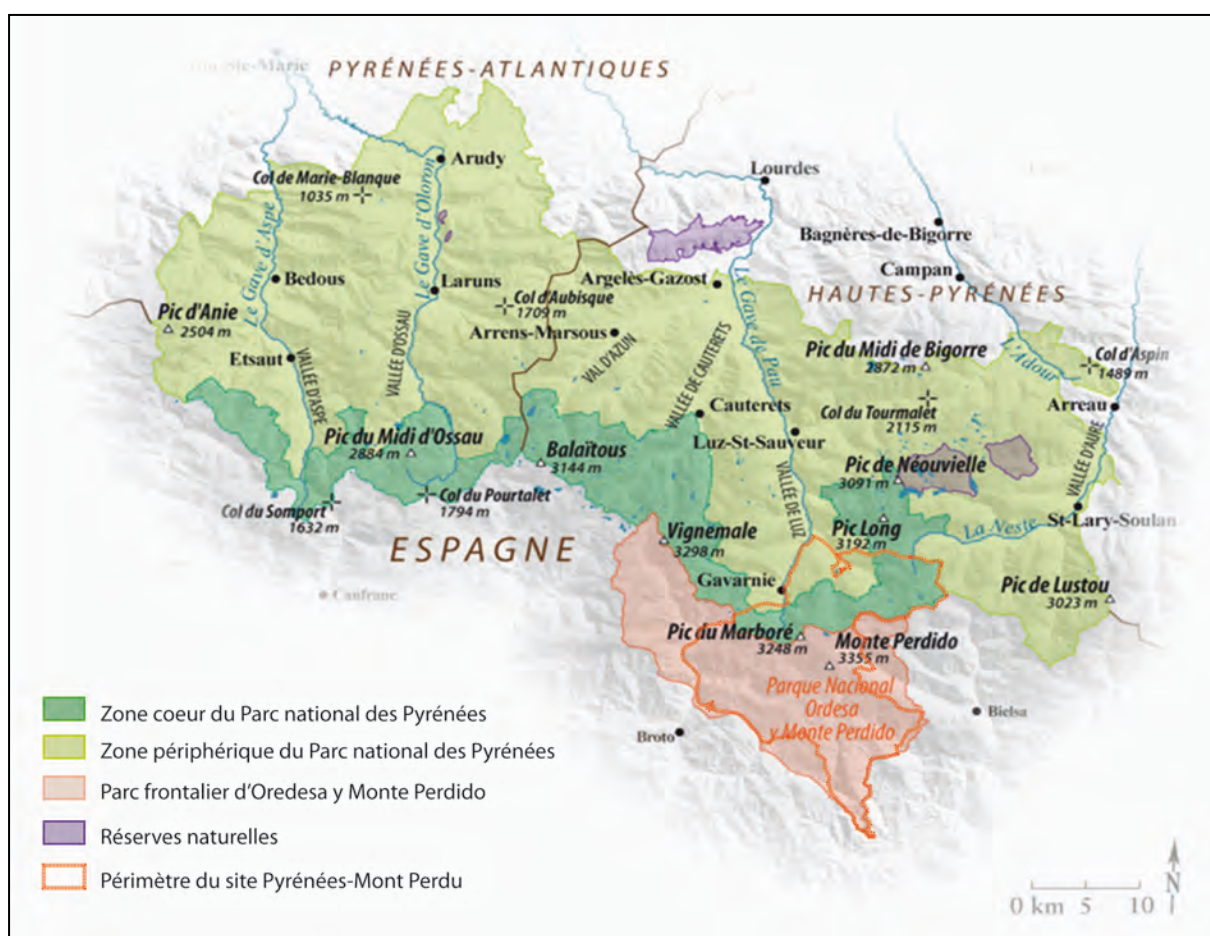 Ste-Marie
PYRÉNÉES-ATLANTIQUES
Arudy
Lourdes
Col de Marie-Blanque
1035 m
Le Gave d'Aspe
Le Gave d'Oloron
Bagnères-de-Bigorre
Campan
HAUTES-PYRÉNÉES
Bedous
Laruns
Argelès-Gazost
Le Gave de Pau
Col d'Aubisque
1709 m
Pic d'Anie
2504 m
Arrens-Marsous
VAL D'AZUN
VALLÉE DE CAUTERETS
VALLÉE D'OSSAU
Etsaut
VALLÉE D'ASPE
Pic du Midi de Bigorre
2872 m
L'Adour
Col d'Aspin
1489 m
Cauterets
Col du Tourmalet
2115 m
Arreau
VALLÉE D'AURE
Pic du Midi d'Ossau
2884 m
Balaïtous
3144 m
Luz-St-Sauveur
VALLÉE DE LUZ
Pic de Néouvielle
3091 m
Col du Somport
1632 m
Col du Pourtalet
1794 m
Pic Long
3192 m
La Neste
St-Lary-Soulan
ESPAGNE
Vignemale
3298 m
Gavarnie
Pic de Lustou
3023 m
Canfranc
Pic du Marboré
3248 m
Monte Perdido
3355 m
Parque Nacional
Ordesa
y Monte Perdido
Bielsa
Broto
Zone coeur du Parc national des Pyrénées
Zone périphérique du Parc national des Pyrénées
Parc frontalier d'Oredesa y Monte Perdido
Réserves naturelles
Périmètre du site Pyrénées-Mont Perdu
N
0 km 5 10